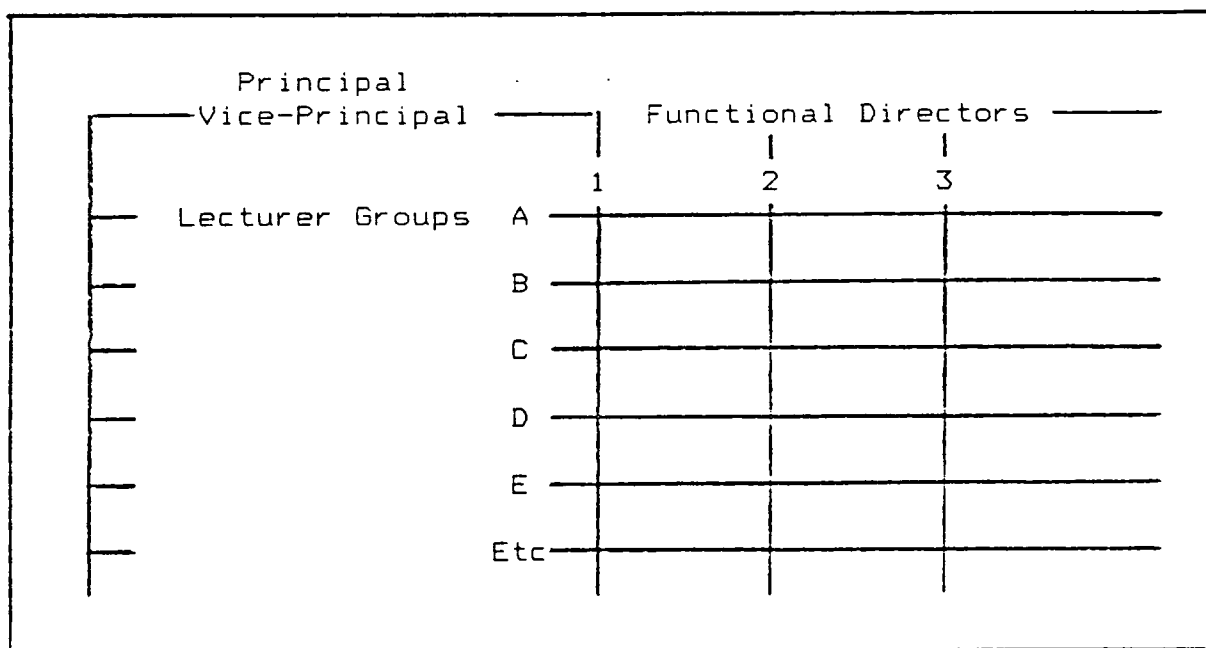 Principal
Vice-Principal Functional Directors
1 2 3
Lecturer Groups A
B
C
D
E
Etc